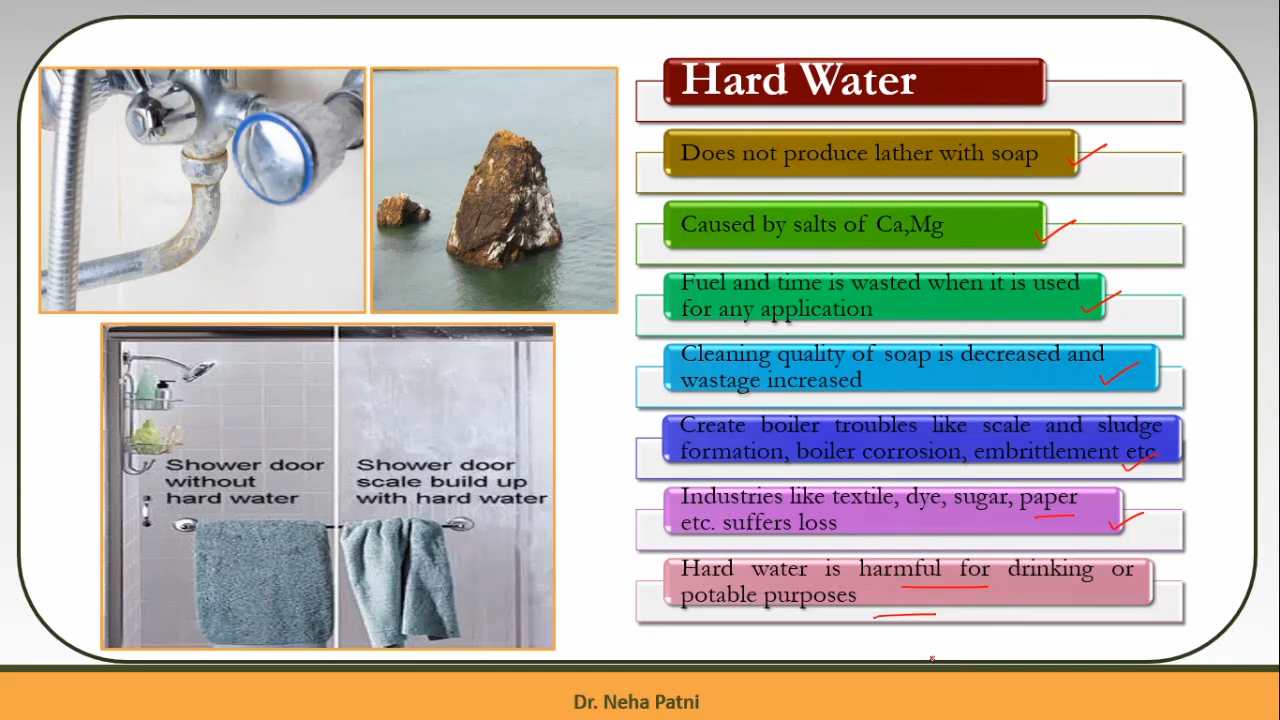 Hard Water
Does not produce lather with soap
Caused by salts of Ca,Mg
Fuel and time is wasted when it is used
for any application
Cleaning quality of soap is decreased and
wastage increased
Create boiler troubles like scale and sludge
formation, boiler corrosion, embrittlement etc
Industries like textile, dye, sugar, paper
etc. suffers loss
Hard water is harmful for drinking or
potable purposes
Shower door
without
hard water
Shower door
scale build up
with hard water
Dr. Neha Patni